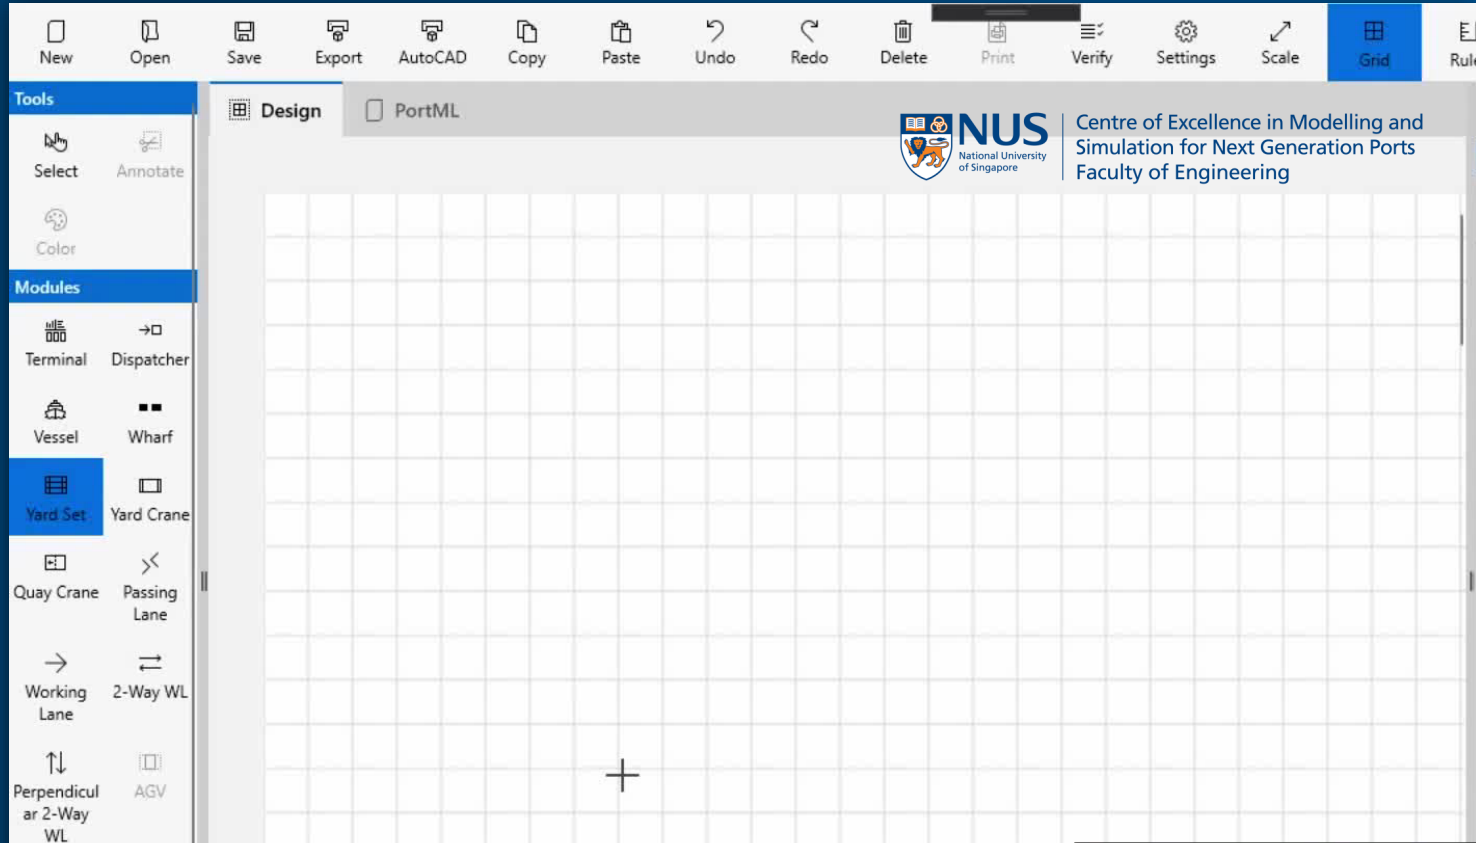 New Open Save Export AutoCAD Copy Paste Undo Redo Delete Print Verify Settings Scale Grid
Tools
Select Annotate
Color
Modules
Terminal Dispatcher
Vessel Wharf
Yard Set Yard Crane
Quay Crane Passing
Lane
Working 2-Way WL
Lane
Perpendicul AGV
ar 2-Way
WL
Design PortML
NUS
National University
of Singapore
Centre of Excellence in Modelling and
Simulation for Next Generation Ports
Faculty of Engineering